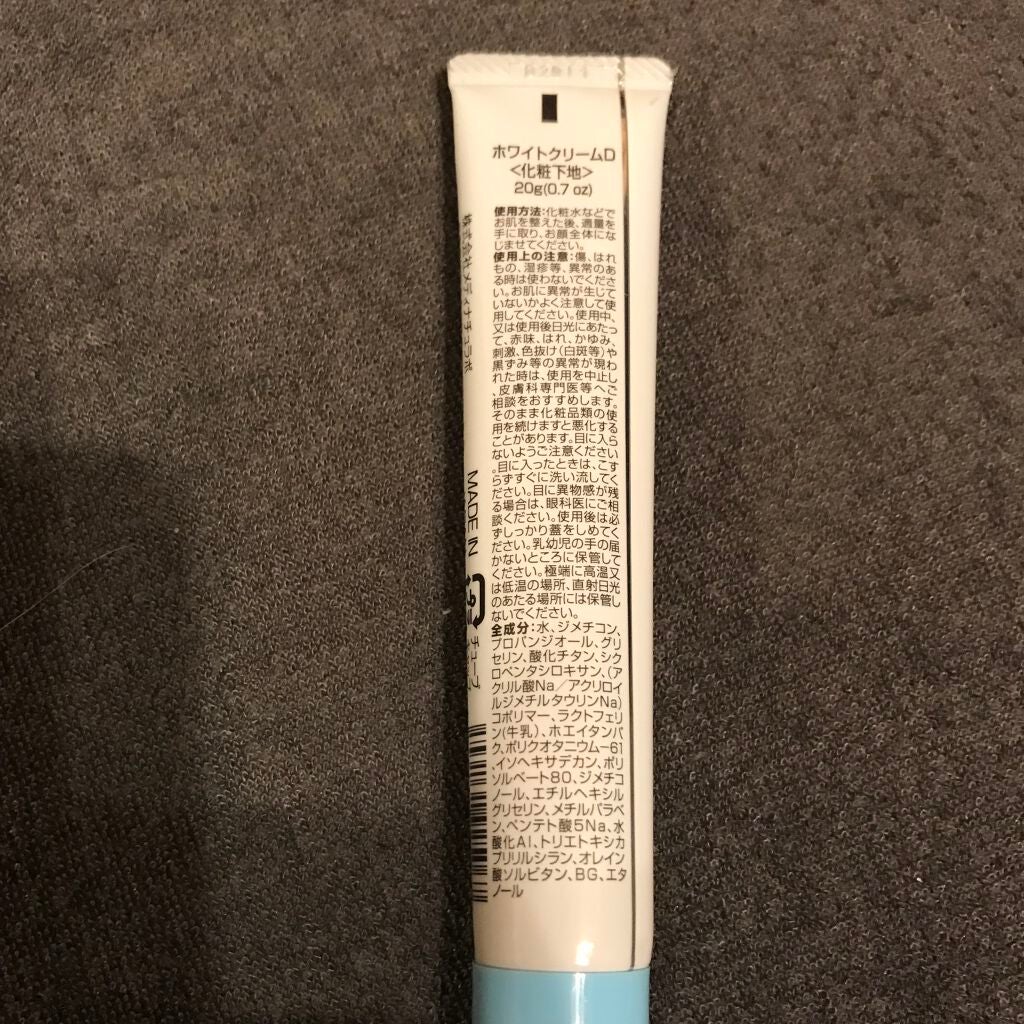 ホワイトクリームD
<化粧下地>
20g(0.7 oz)
使用方法:化粧水などで
お肌を整えた後、適量を
手に取り、お顔全体にな
じませてください。
使用上の注意:傷、はれ
もの、湿疹等、異常のあ
る時は使わないでくださ
い。お肌に異常が生じて
いないかよく注意して使
用してください。使用中、
又は使用後日光にあたっ
て、赤味、はれ、かゆみ、
刺激、色抜け(白斑等)や
黒ずみ等の異常が現わ
れた時は、使用を中止し
、皮膚科専門医等へご
相談をおすすめします。
そのまま化粧品類の使
用を続けますと悪化する
ことがあります。目に入ら
ないようご注意ください
。目に入ったときは、こす
らずすぐに洗い流してく
ださい。目に異物感が残
る場合は、眼科医にご相
談ください。使用後は必
ずしっかり蓋をしめてく
ださい。乳幼児の手の届
かないところに保管して
ください。極端に高温又
は低温の場所、直射日光
のあたる場所には保管し
ないでください。
全成分:水、ジメチコン、
プロパンジオール、グリ
セリン、酸化チタン、シク
ロペンタシロキサン、(ア
クリル酸Na/アクリロイ
ルジメチルタウリンNa)
コポリマー、ラクトフェリ
ン(牛乳)、ホエイタンパ
ク、ポリクオタニウム-61
、イソヘキサデカン、ポリ
ソルベート80、ジメチコ
ノール、エチルヘキシル
グリセリン、メチルパラベ
ン、ペンテト酸5Na、水
酸化Al、トリエトキシカ
プリリルシラン、オレイン
酸ソルビタン、BG、エタ
ノール
株式会社メディナチュラボ
MADE IN
チューブ